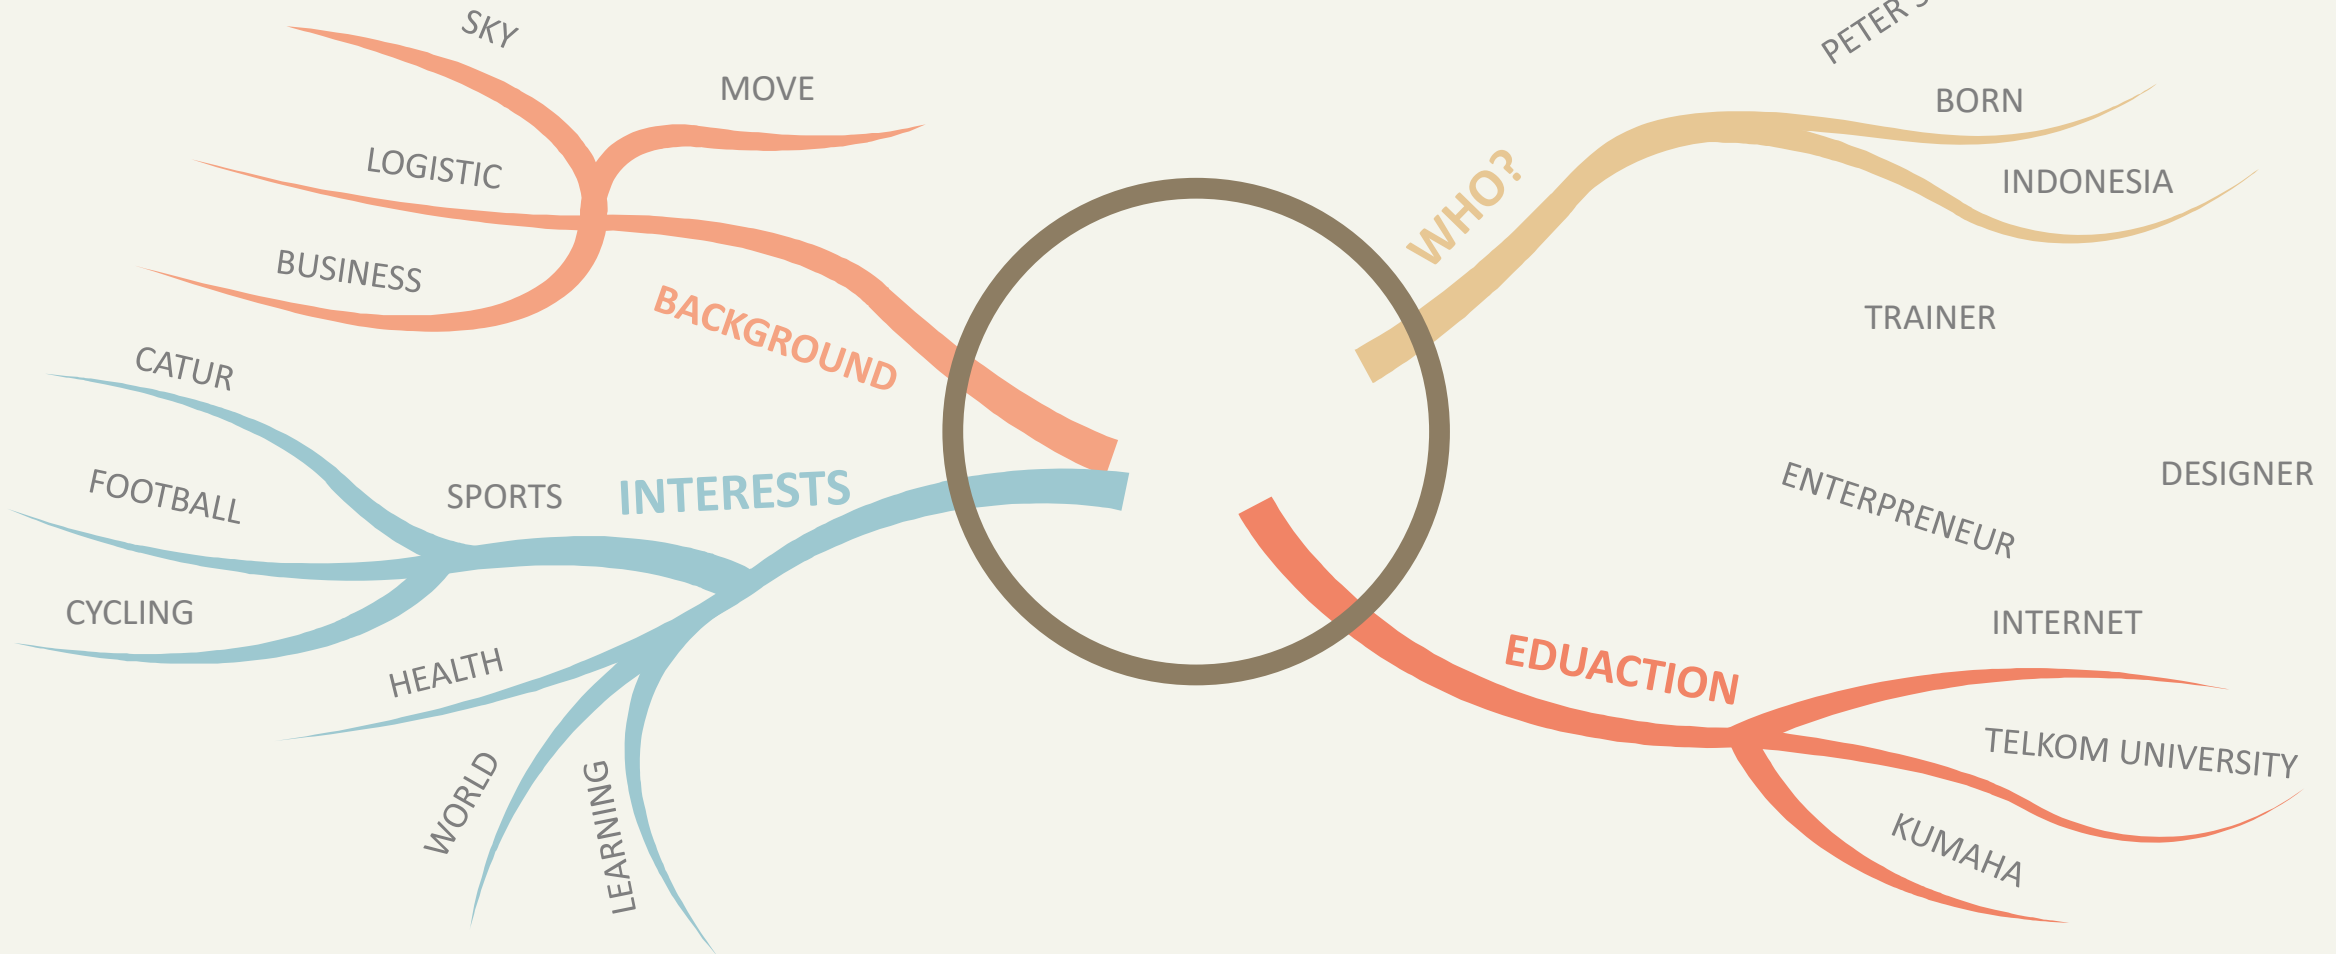 SKY
MOVE
LOGISTIC
BUSINESS
BACKGROUND
CATUR
FOOTBALL
CYCLING
SPORTS
INTERESTS
HEALTH
WORLD
LEARNING
WHO?
PETER
BORN
INDONESIA
TRAINER
ENTERPRENEUR
DESIGNER
EDUACTION
INTERNET
TELKOM UNIVERSITY
KUMAHA